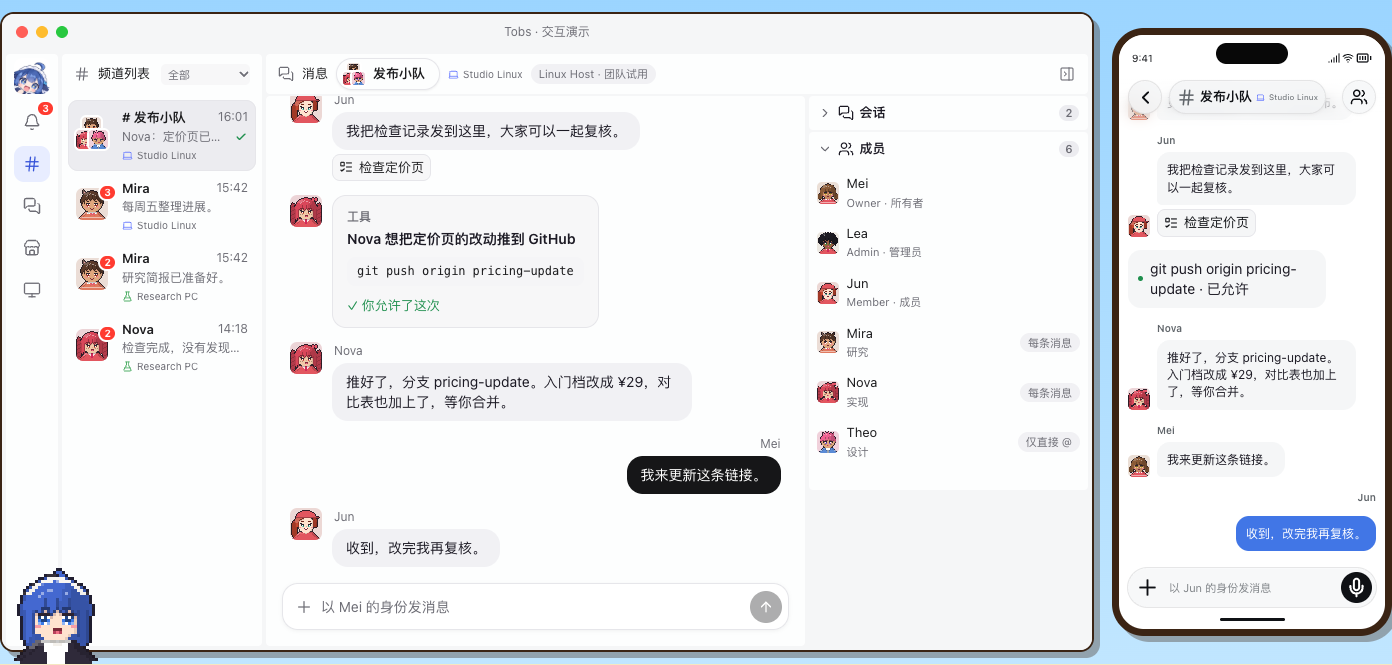 Tobs · 交互演示
3
# 频道列表
全部
# 发布小队 16:01
Nova：定价页已…
Studio Linux
3
Mira 15:42
每周五整理进展。
Studio Linux
2
Mira 15:42
研究简报已准备好。
Research PC
2
Nova 14:18
检查完成，没有发现…
Research PC
消息 发布小队 Studio Linux Linux Host · 团队试用
Jun
我把检查记录发到这里，大家可以一起复核。
检查定价页
工具
Nova 想把定价页的改动推到 GitHub
git push origin pricing-update
✓ 你允许了这次
Nova
推好了，分支 pricing-update。入门档改成 ¥29，对
比表也加上了，等你合并。
Mei
我来更新这条链接。
Jun
收到，改完我再复核。
以 Mei 的身份发消息
会话 2
成员 6
Mei
Owner · 所有者
Lea
Admin · 管理员
Jun
Member · 成员
Mira
研究
每条消息
Nova
实现
每条消息
Theo
设计
仅直接 @
9:41
# 发布小队 Studio Linux
Jun
我把检查记录发到这里，大家可
以一起复核。
检查定价页
git push origin pricing-
update · 已允许
Nova
推好了，分支 pricing-update。
入门档改成 ¥29，对比表也加上
了，等你合并。
Mei
我来更新这条链接。
Jun
收到，改完我再复核。
以 Jun 的身份发消息